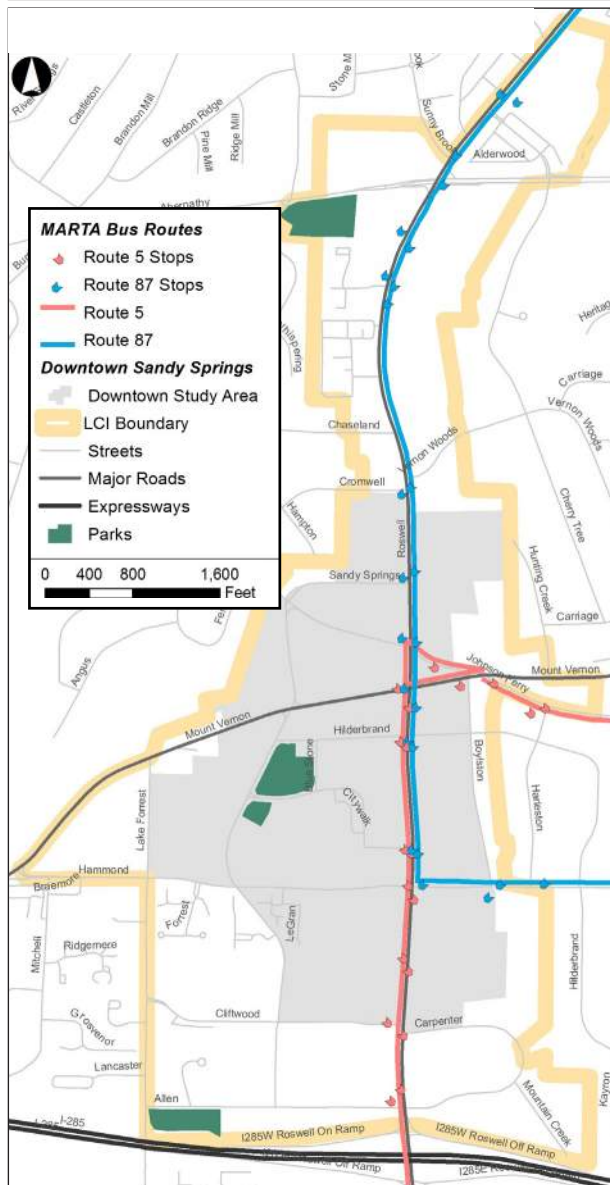 Stone M
Sunny Brook
Castleton
Brandon Mill
Brandon Ridge
Pine Mill
Ridge Mill
Alderwood
MARTA Bus Routes
Route 5 Stops
Route 87 Stops
Route 5
Route 87
Downtown Sandy Springs
Downtown Study Area
LCI Boundary
Streets
Major Roads
Expressways
Parks
0 400 800 1,600
Feet
Heritag
Carriage
Vernon Woods
Chaseland
Vernon Woods
Cromwell
Hampton
Roswell
Cherry Tree
Sandy Springs
Hunting Creek
Carriage
Angus
Johnson Ferry
Mount Vernon
Mount Vernon
Hilderbrand
Boylston
Harleston
Citywalk
Lake Forrest
Hammond
Braemore
Forrest
LeGran
Mitchell
Ridgemere
Hilderbrand
Grosvenor
Cliftwood
Carpenter
Lancaster
Allen
Mountain Creek
Kayron
I-285
I285W Roswell On Ramp
I285W Roswell Off Ramp